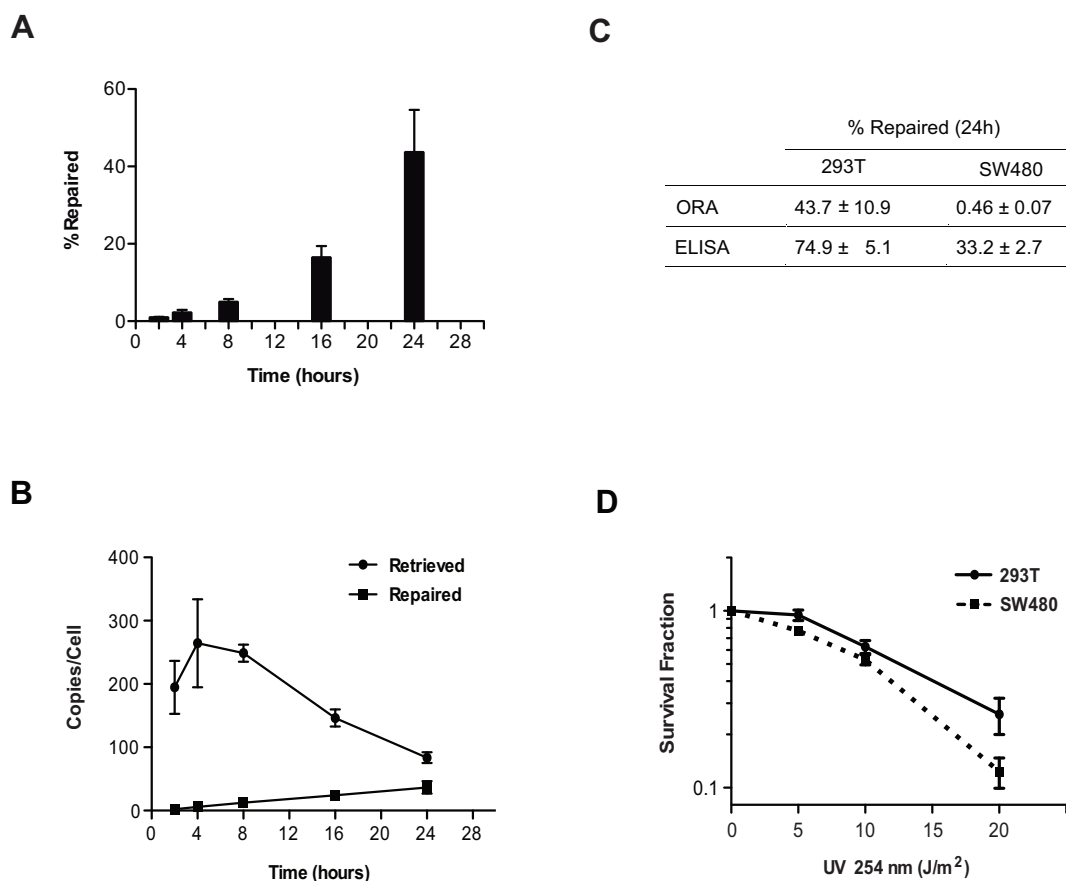 A
60
40
20
0
%Repaired
0 4 8 12 16 20 24 28
Time (hours)
C
% Repaired (24h)
293T SW480
ORA 43.7 ± 10.9 0.46 ± 0.07
ELISA 74.9 ± 5.1 33.2 ± 2.7
B
400
300
200
100
0
Copies/Cell
Retrieved
Repaired
0 4 8 12 16 20 24 28
Time (hours)
D
1
0.1
Survival Fraction
293T
SW480
0 5 10 15 20
UV 254 nm (J/m²)